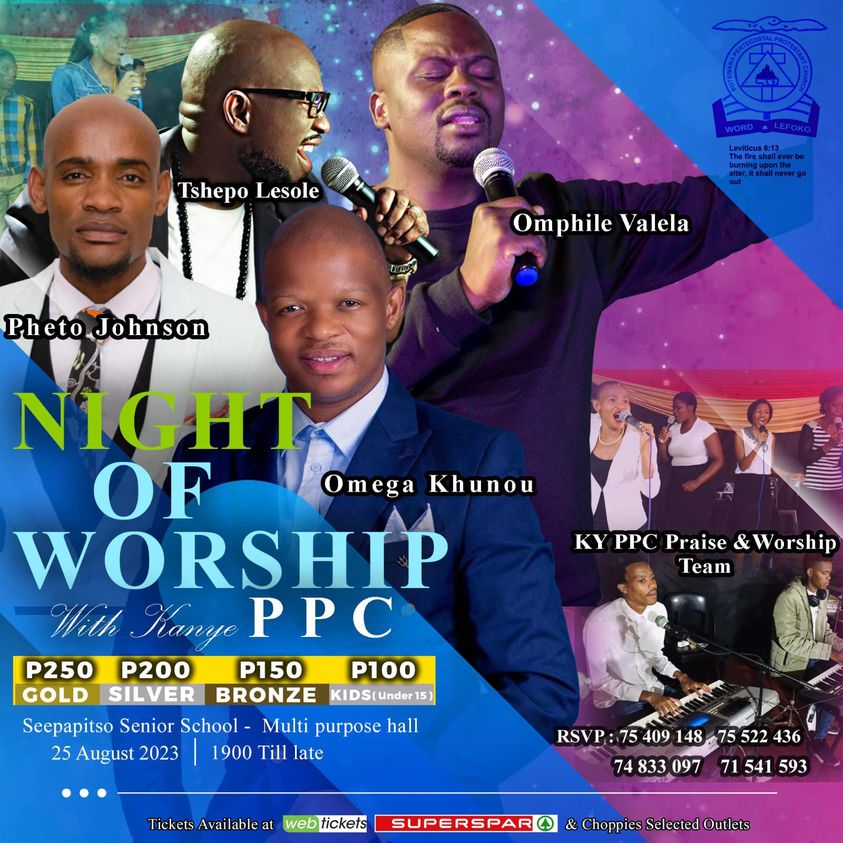 BOTSWANA PENTECOSTAL PROTESTANT CHURCH
WORD LEFOKO
Leviticus 6:13
The fire shall ever be
burning upon the
alter, it shall never go
out
Tshepo Lesole
Omphile Valela
Pheto Johnson
Omega Khunou
NIGHT
OF
WORSHIP
With Kanye PPC
KY PPC Praise &Worship
Team
P250 P200 P150 P100
GOLD SILVER BRONZE KIDS(Under 15)
Seepapitso Senior School - Multi purpose hall
25 August 2023 | 1900 Till late
RSVP : 75 409 148 75 522 436
74 833 097 71 541 593
Tickets Available at webtickets SUPERSPAR & Choppies Selected Outlets